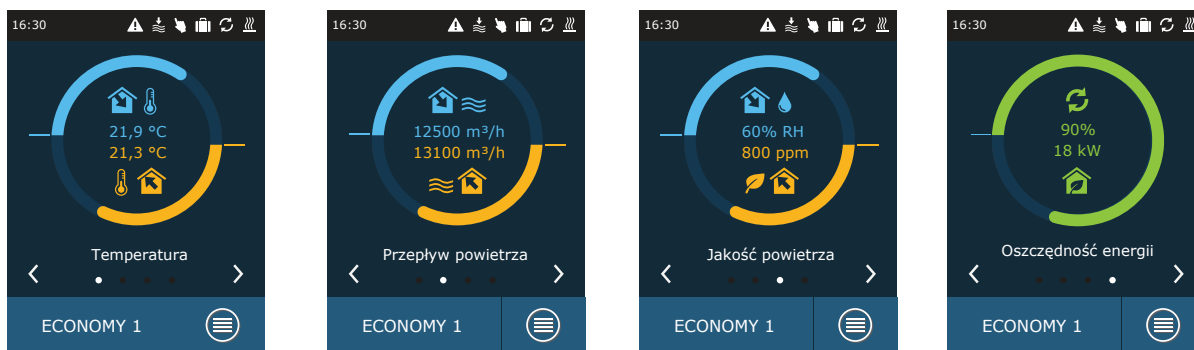 16:30
21,9 °C
21,3 °C
Temperatura
ECONOMY 1
16:30
12500 m³/h
13100 m³/h
Przepływ powietrza
ECONOMY 1
16:30
60% RH
800 ppm
Jakość powietrza
ECONOMY 1
16:30
90%
18 kW
Oszczędność energii
ECONOMY 1